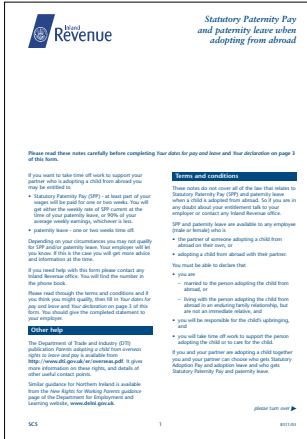 Inland
Revenue
Statutory Paternity Pay
and paternity leave when
adopting from abroad
Please read these notes carefully before completing Your dates for pay and leave and Your declaration on page 3
of this form.
If you want to take time off work to support your
partner who is adopting a child from abroad you
may be entitled to
• Statutory Paternity Pay (SPP) - at least part of your
wages will be paid for one or two weeks. You will
get either the weekly rate of SPP current at the
time of your paternity leave, or 90% of your
average weekly earnings, whichever is less.
• paternity leave - one or two weeks time off.
Depending on your circumstances you may not qualify
for SPP and/or paternity leave. Your employer will let
you know. If this is the case you will get more advice
and information at the time.
If you need help with this form please contact any
Inland Revenue office. You will find the number in
the phone book.
Please read through the terms and conditions and if
you think you might qualify, then fill in Your dates for
pay and leave and Your declaration on page 3 of this
form. You should give the completed statement to
your employer.
Other help
The Department of Trade and Industry (DTI)
publication Parents adopting a child from overseas
rights to leave and pay is available from
http://www.dti.gov.uk/er/overseas.pdf. It gives
more information on these rights, and details of
other useful contact points.
Similar guidance for Northern Ireland is available
from the New Rights for Working Parents guidance
page of the Department for Employment and
Learning website, www.delni.gov.uk.
Terms and conditions
These notes do not cover all of the law that relates to
Statutory Paternity Pay (SPP) and paternity leave
when a child is adopted from abroad. So if you are in
any doubt about your entitlement talk to your
employer or contact any Inland Revenue office.
SPP and paternity leave are available to any employee
(male or female) who is
• the partner of someone adopting a child from
abroad on their own, or
• adopting a child from abroad with their partner.
You must be able to declare that
• you are
– married to the person adopting the child from
abroad, or
– living with the person adopting the child from
abroad in an enduring family relationship, but
are not an immediate relative, and
• you will be responsible for the child's upbringing,
and
• you will take time off work to support the person
adopting the child or to care for the child.
If you and your partner are adopting a child together
you and your partner can choose who gets Statutory
Adoption Pay and adoption leave and who gets
Statutory Paternity Pay and paternity leave.
please turn over
SC5
1